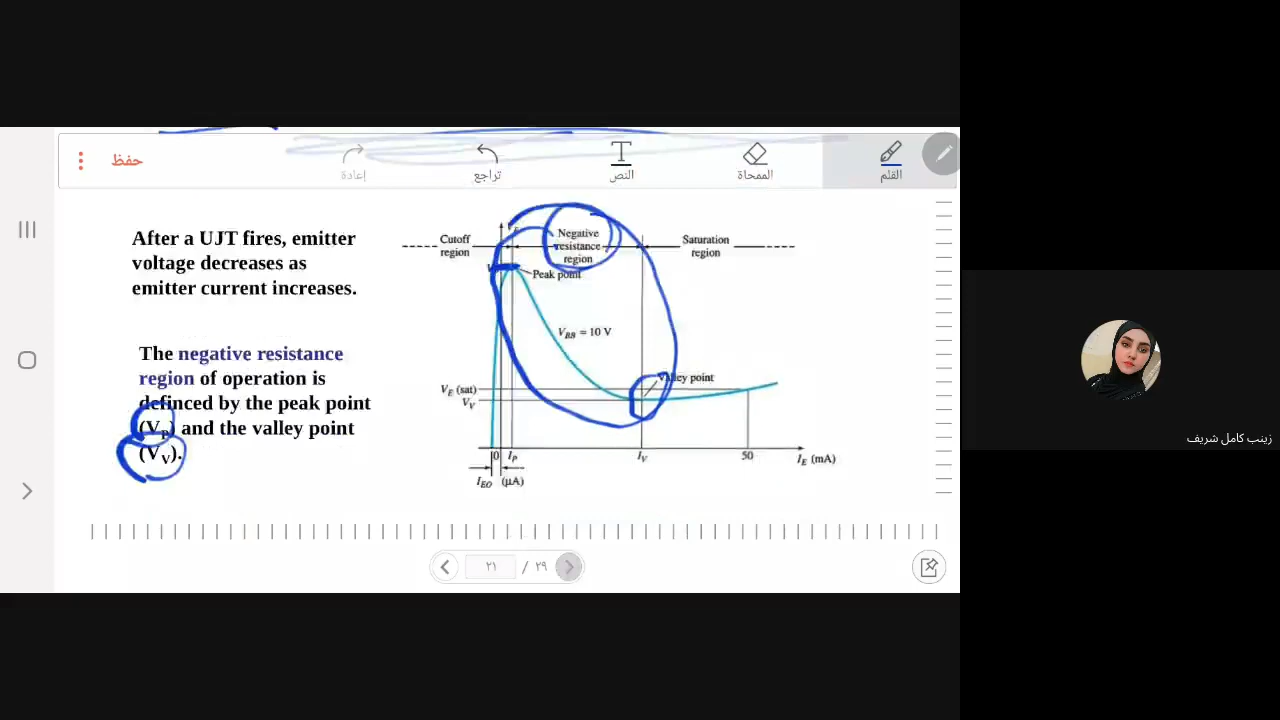 حفظ
إعادة
تراجع
النص
الممحاة
القلم
After a UJT fires, emitter
voltage decreases as
emitter current increases.
The negative resistance
region of operation is
definced by the peak point
(VP) and the valley point
(VV).
Cutoff
region
Negative
resistance
region
Saturation
region
Peak point
VBB = 10 V
Valley point
VE (sat)
VV
0 IP IV 50 IE (mA)
IEO (μA)
٢١ / ٢٩
زينب كامل شريف